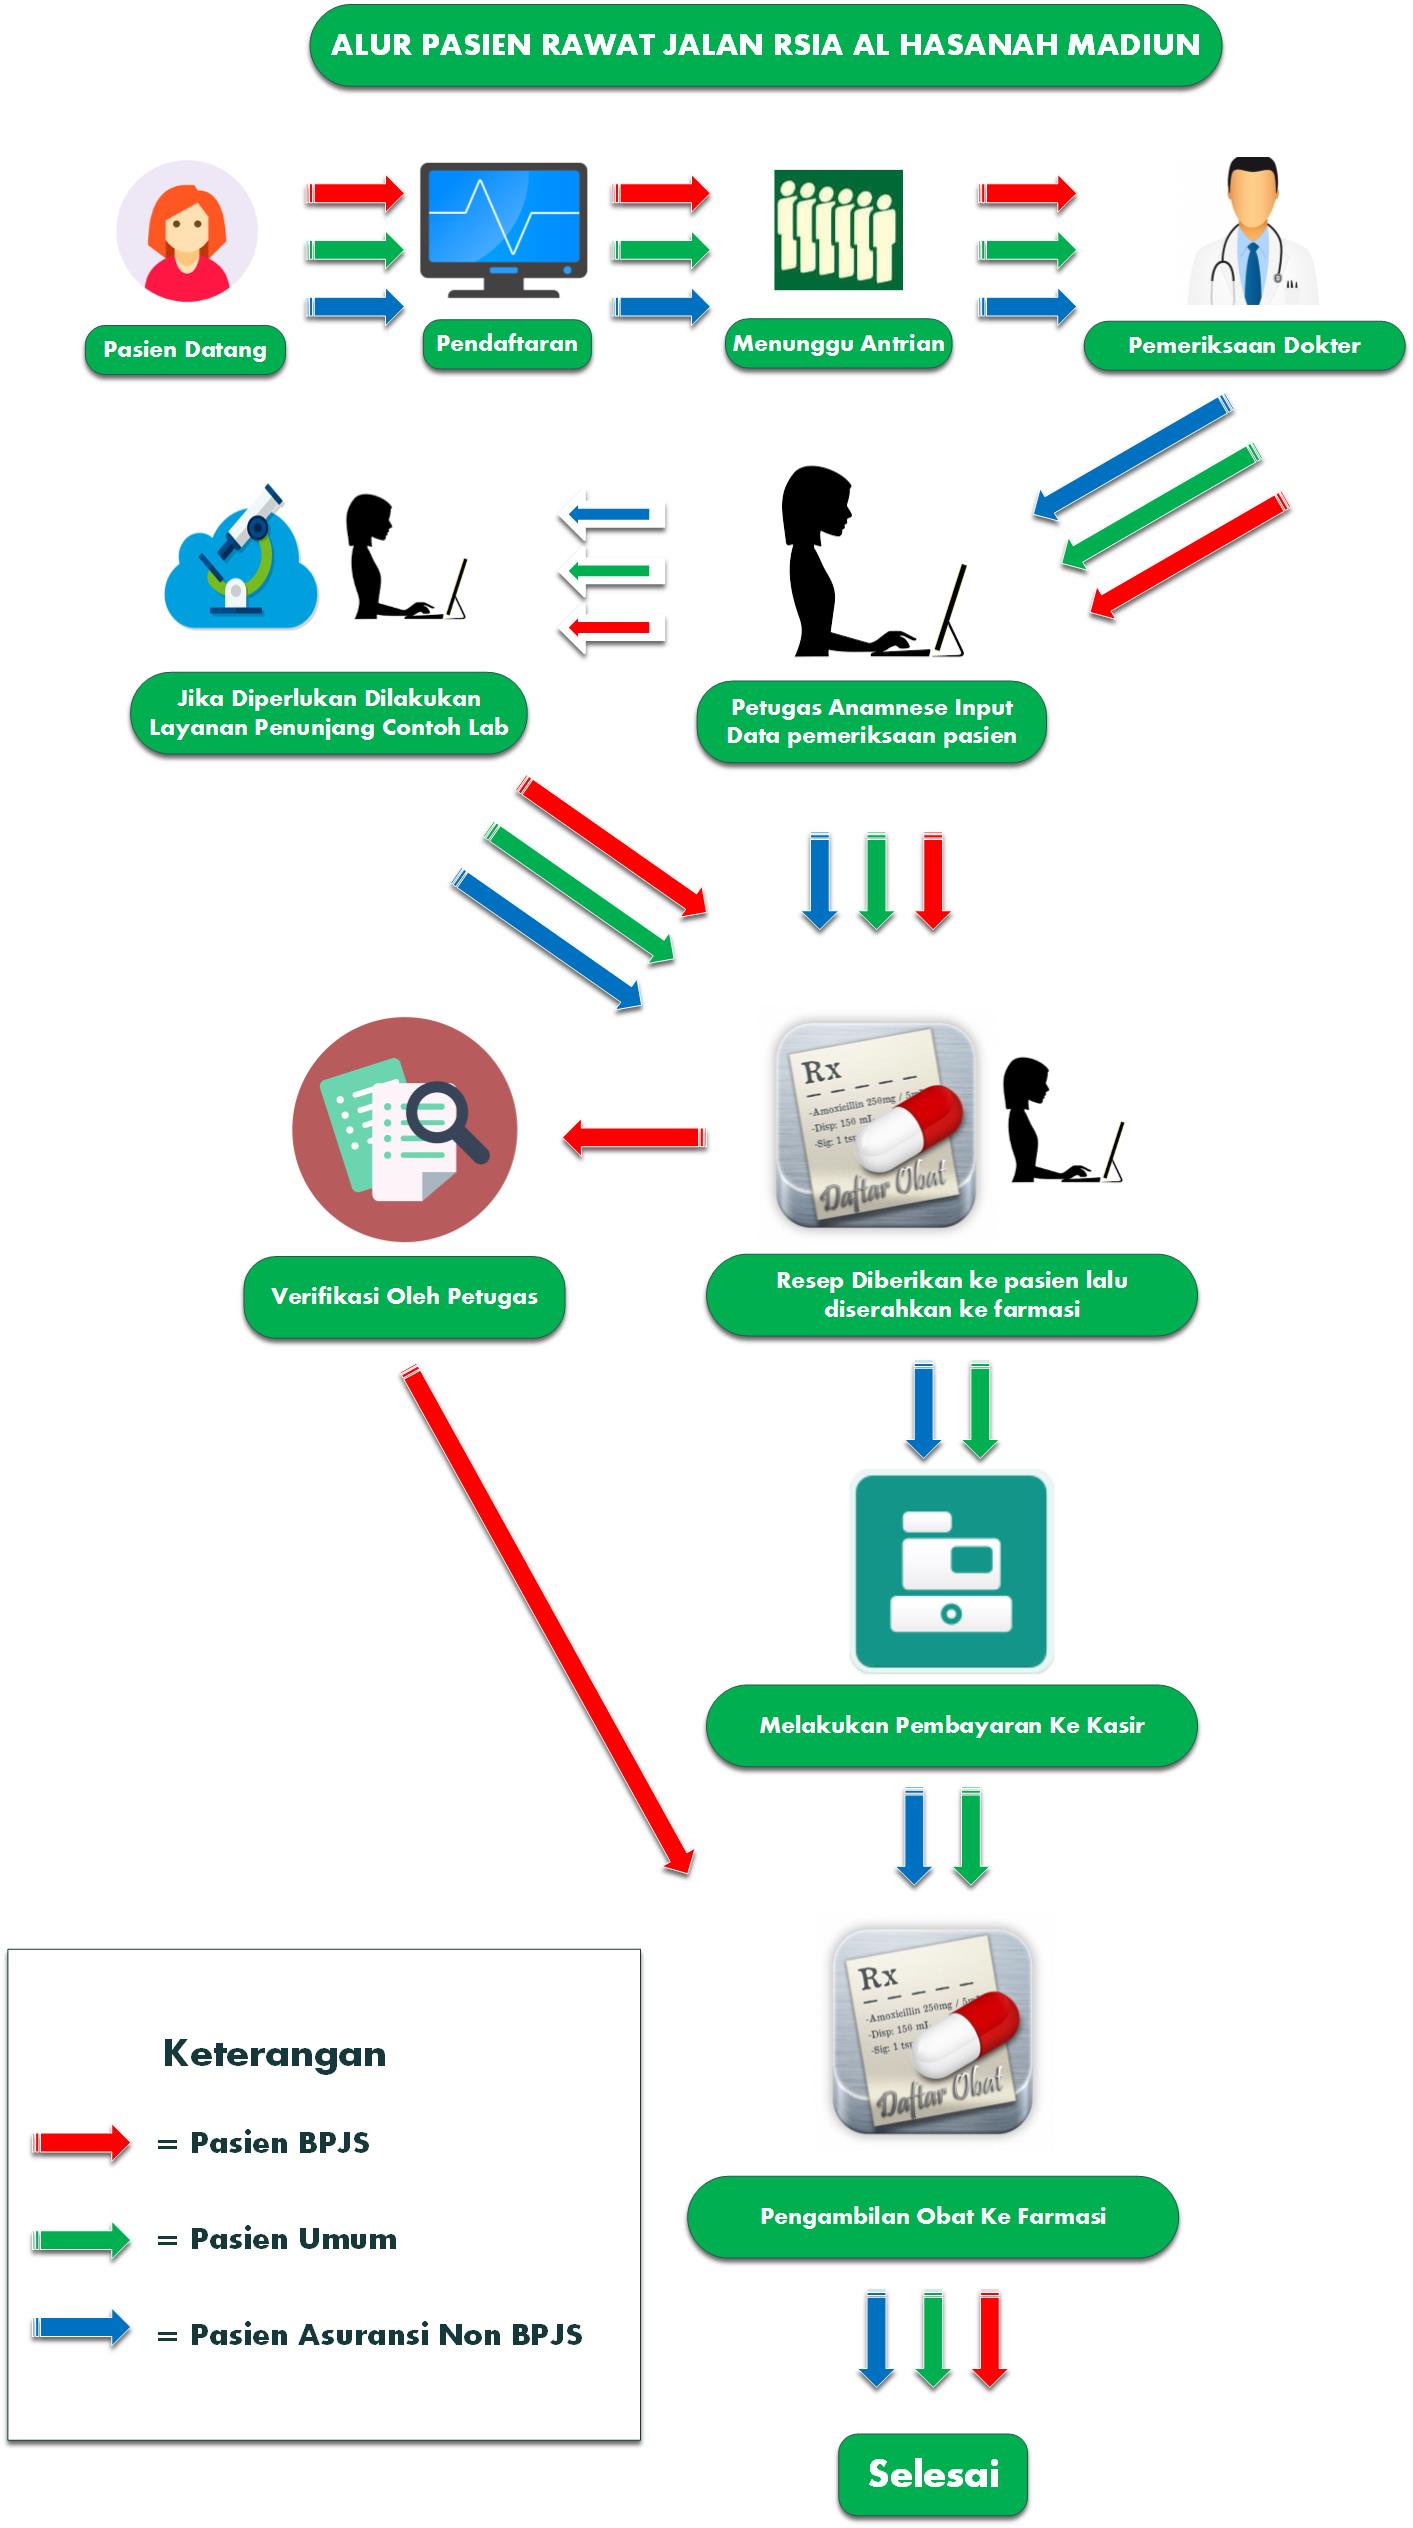 ALUR PASIEN RAWAT JALAN RSIA AL HASANAH MADIUN
Pasien Datang
Pendaftaran
Menunggu Antrian
Pemeriksaan Dokter
Jika Diperlukan Dilakukan
Layanan Penunjang Contoh Lab
Petugas Anamnese Input
Data pemeriksaan pasien
Rx
-Amoxicillin 250mg / 5m
-Disp: 150 mL
-Sig: 1 tsp
Daftar Obat
Verifikasi Oleh Petugas
Resep Diberikan ke pasien lalu
diserahkan ke farmasi
Melakukan Pembayaran Ke Kasir
Rx
-Amoxicillin 250mg / 5m
-Disp: 150 mL
-Sig: 1 tsp
Daftar Obat
Pengambilan Obat Ke Farmasi
Keterangan
= Pasien BPJS
= Pasien Umum
= Pasien Asuransi Non BPJS
Selesai